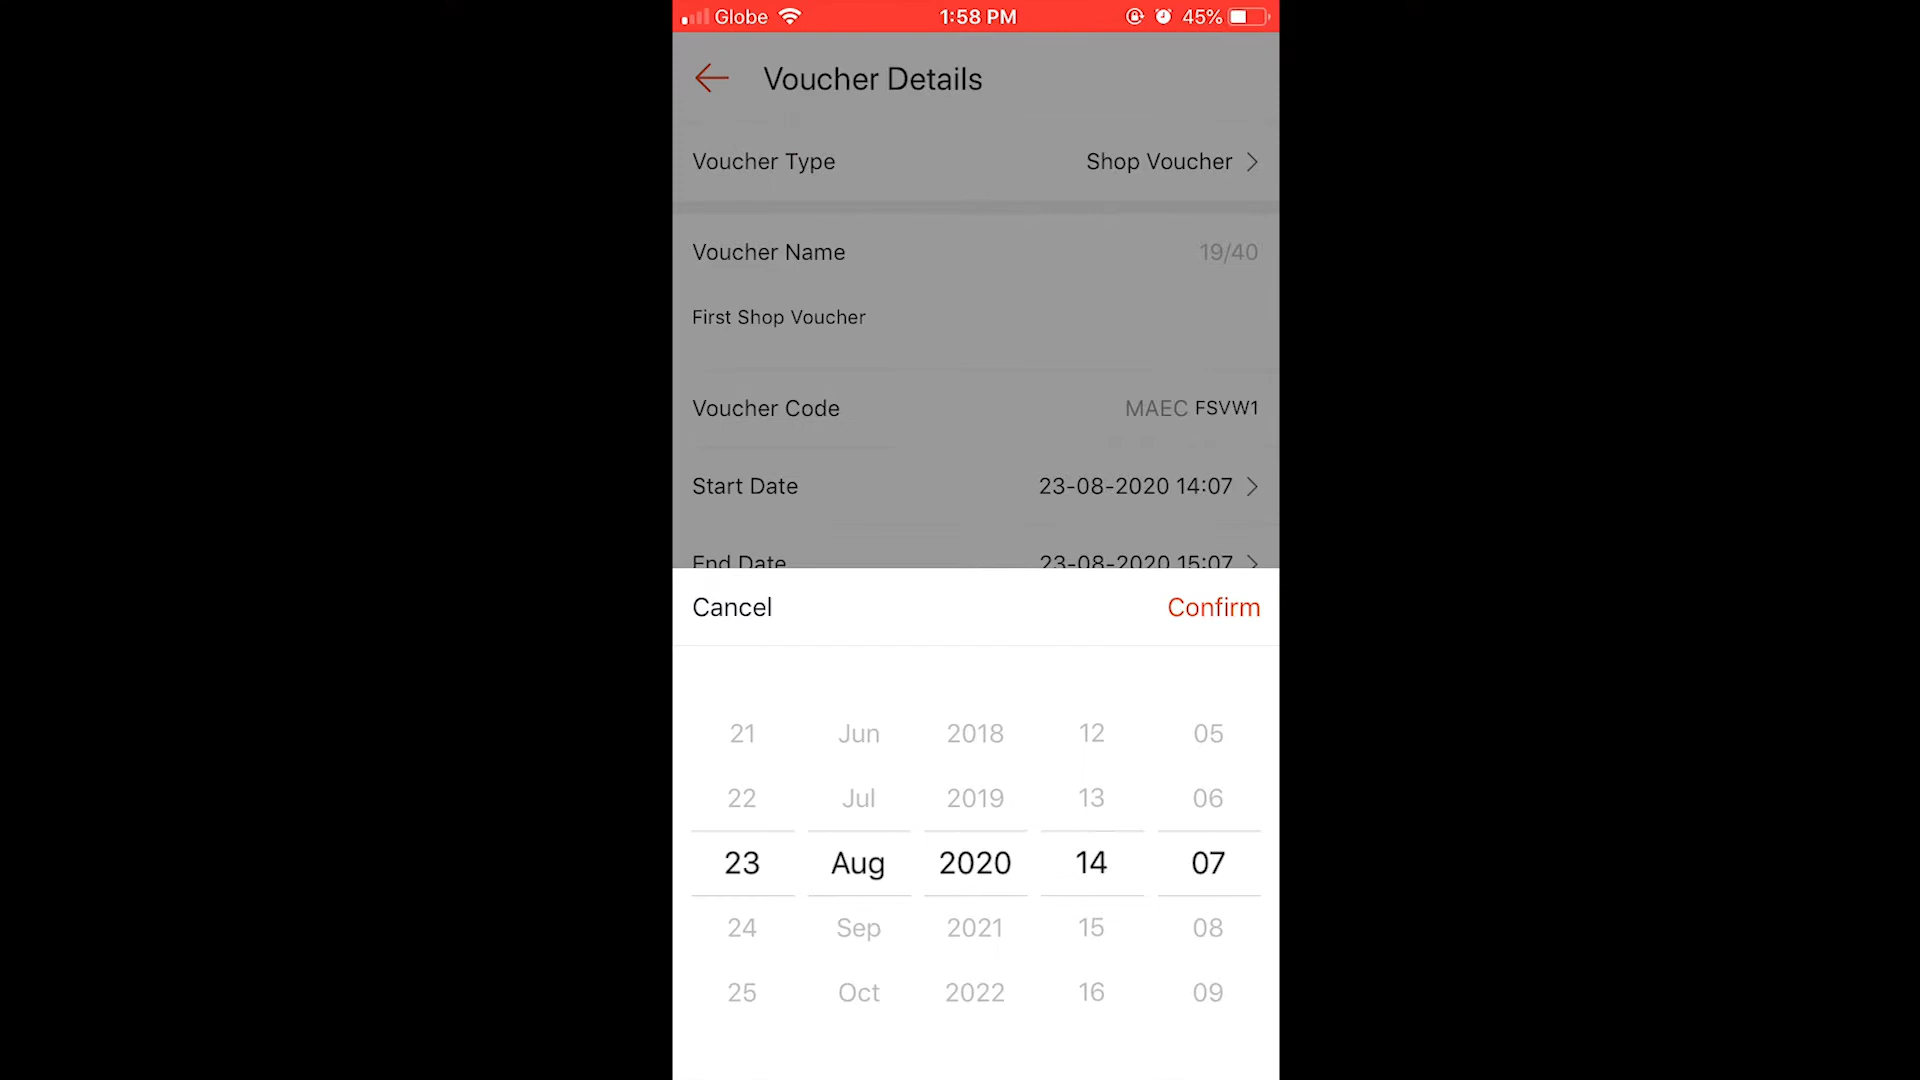 Globe 1:58 PM 45%
Voucher Details
Voucher Type Shop Voucher
Voucher Name 19/40
First Shop Voucher
Voucher Code MAEC FSVW1
Start Date 23-08-2020 14:07
End Date 23-08-2020 15:07
Cancel Confirm
21 Jun 2018 12 05
22 Jul 2019 13 06
23 Aug 2020 14 07
24 Sep 2021 15 08
25 Oct 2022 16 09